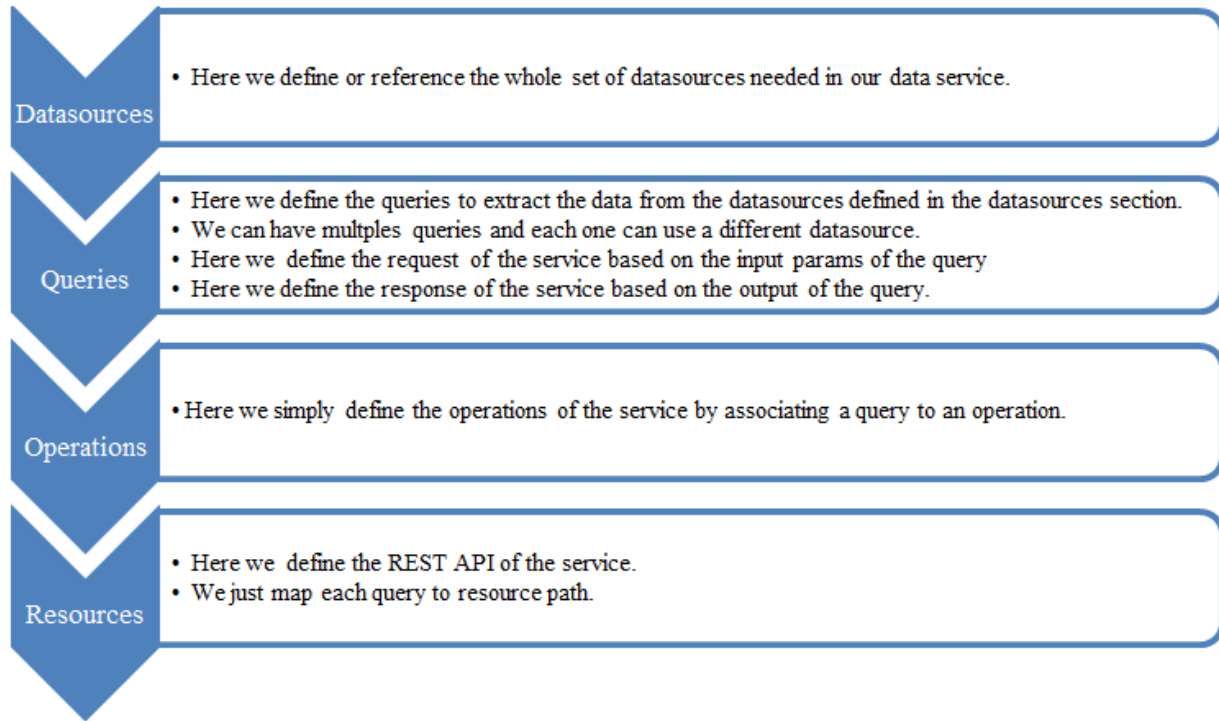 Datasources
• Here we define or reference the whole set of datasources needed in our data service.
Queries
• Here we define the queries to extract the data from the datasources defined in the datasources section.
• We can have multples queries and each one can use a different datasource.
• Here we define the request of the service based on the input params of the query
• Here we define the response of the service based on the output of the query.
Operations
• Here we simply define the operations of the service by associating a query to an operation.
Resources
• Here we define the REST API of the service.
• We just map each query to resource path.